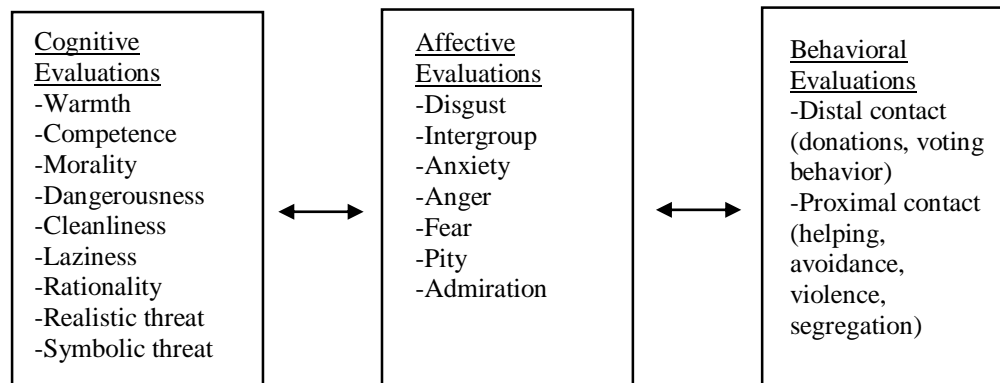 Cognitive
Evaluations
-Warmth
-Competence
-Morality
-Dangerousness
-Cleanliness
-Laziness
-Rationality
-Realistic threat
-Symbolic threat
Affective
Evaluations
-Disgust
-Intergroup
-Anxiety
-Anger
-Fear
-Pity
-Admiration
Behavioral
Evaluations
-Distal contact
(donations, voting
behavior)
-Proximal contact
(helping,
avoidance,
violence,
segregation)